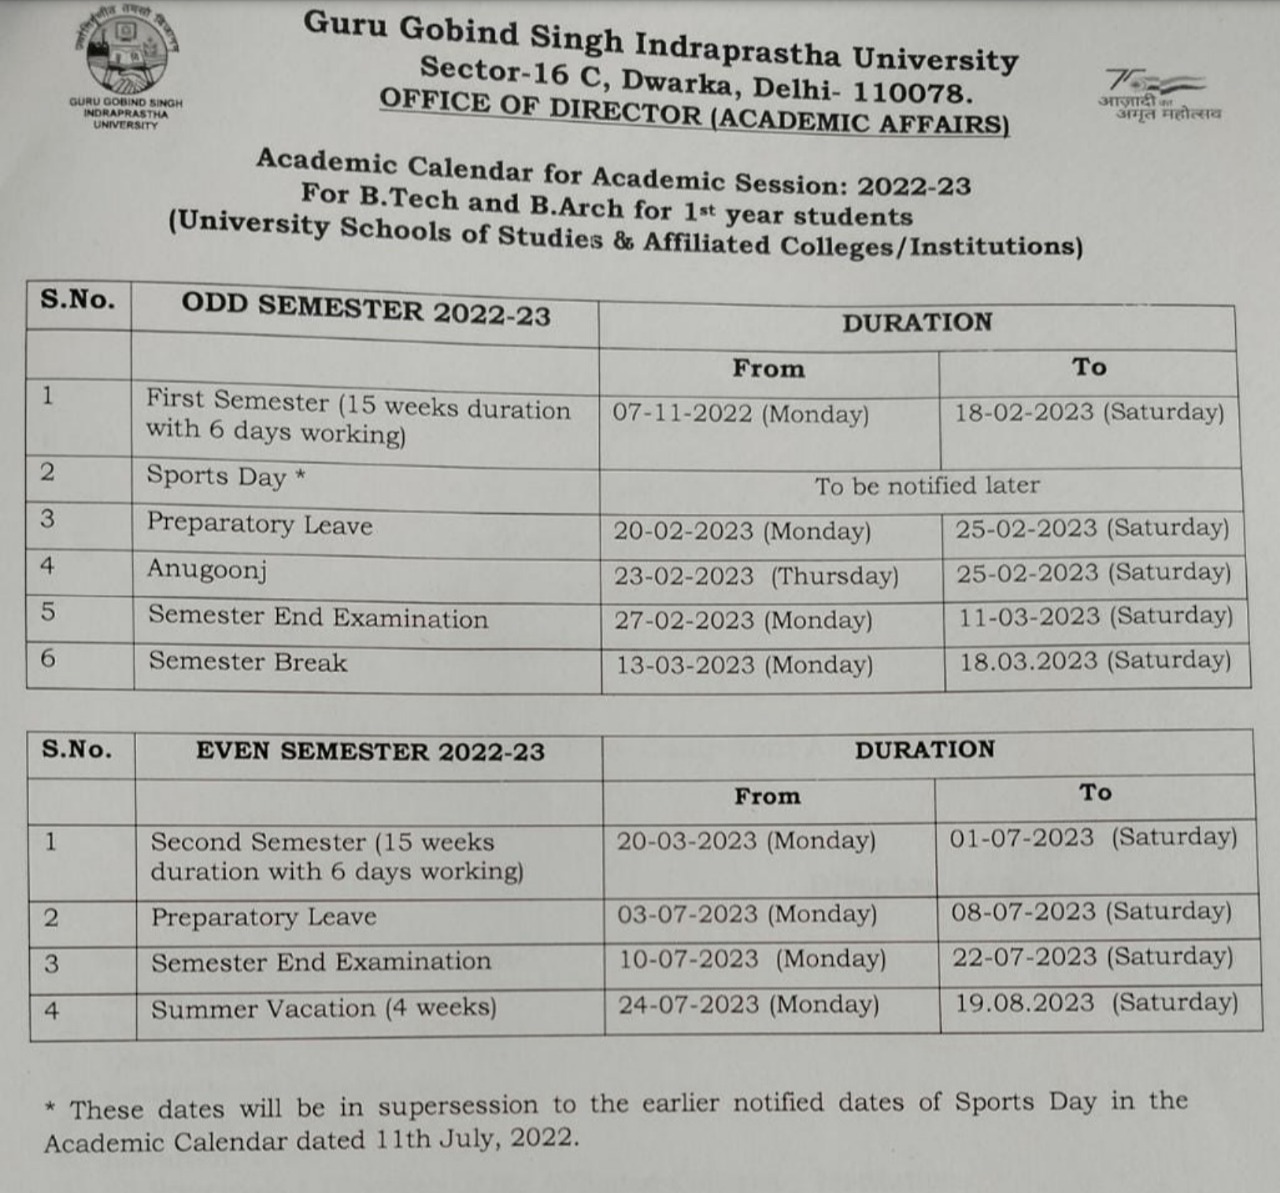 Guru Gobind Singh Indraprastha University
Sector-16 C, Dwarka, Delhi- 110078.
OFFICE OF DIRECTOR (ACADEMIC AFFAIRS)
GURU GOBIND SINGH
INDRAPRASTHA
UNIVERSITY
आज़ादी का
अमृत महोत्सव
Academic Calendar for Academic Session: 2022-23
For B.Tech and B.Arch for 1st year students
(University Schools of Studies & Affiliated Colleges/Institutions)
S.No. ODD SEMESTER 2022-23 DURATION
From To
1 First Semester (15 weeks duration with 6 days working) 07-11-2022 (Monday) 18-02-2023 (Saturday)
2 Sports Day * To be notified later
3 Preparatory Leave 20-02-2023 (Monday) 25-02-2023 (Saturday)
4 Anugoonj 23-02-2023 (Thursday) 25-02-2023 (Saturday)
5 Semester End Examination 27-02-2023 (Monday) 11-03-2023 (Saturday)
6 Semester Break 13-03-2023 (Monday) 18.03.2023 (Saturday)
S.No. EVEN SEMESTER 2022-23 DURATION
From To
1 Second Semester (15 weeks duration with 6 days working) 20-03-2023 (Monday) 01-07-2023 (Saturday)
2 Preparatory Leave 03-07-2023 (Monday) 08-07-2023 (Saturday)
3 Semester End Examination 10-07-2023 (Monday) 22-07-2023 (Saturday)
4 Summer Vacation (4 weeks) 24-07-2023 (Monday) 19.08.2023 (Saturday)
* These dates will be in supersession to the earlier notified dates of Sports Day in the
Academic Calendar dated 11th July, 2022.